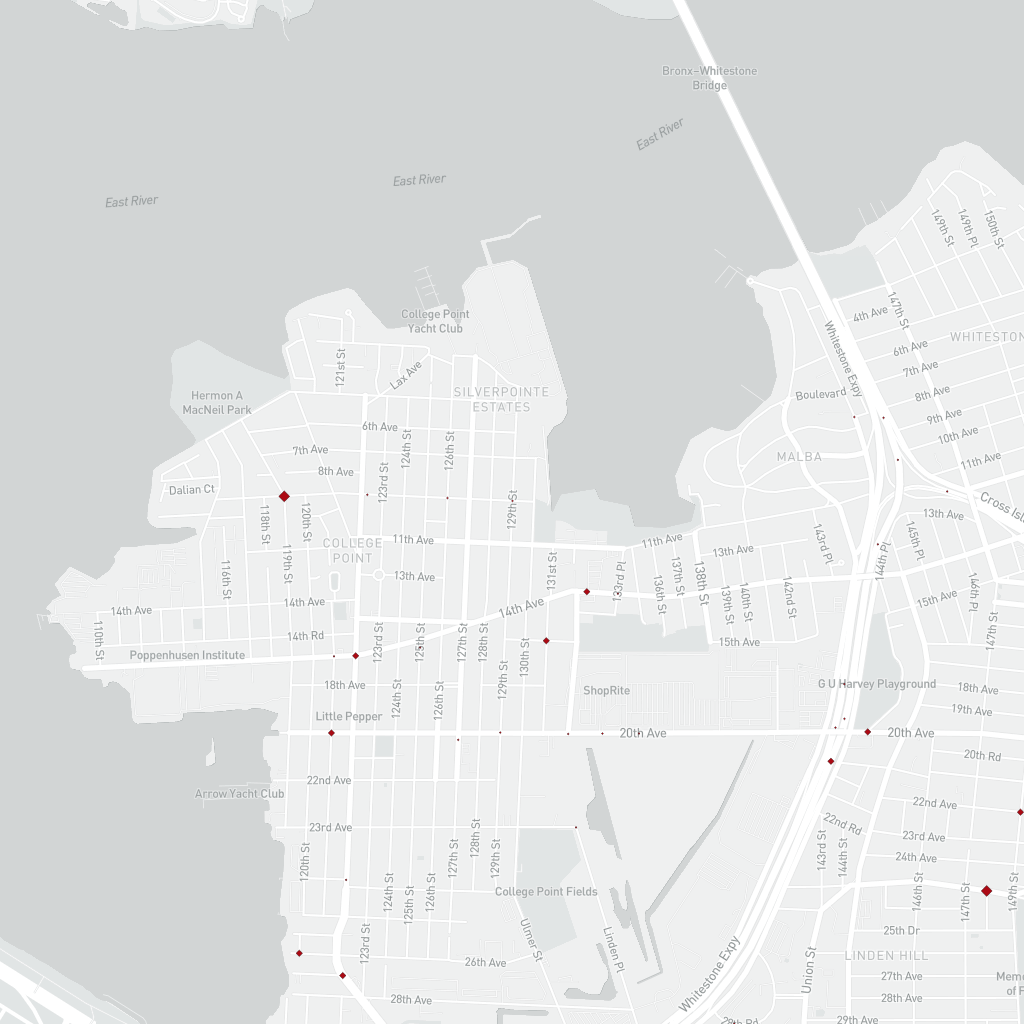 Bronx–Whitestone
Bridge
East River
East River
East River
149th St
149th Pl
150th St
147th St
4th Ave
College Point
Yacht Club
Whitestone Expy
WHITESTON
6th Ave
7th Ave
121st St
Lax Ave
SILVERPOINTE
ESTATES
Hermon A
MacNeil Park
Boulevard
8th Ave
9th Ave
10th Ave
11th Ave
6th Ave
124th St
126th St
7th Ave
8th Ave
123rd St
MALBA
Dalian Ct
118th St
120th St
129th St
Cross Isl
13th Ave
11th Ave
COLLEGE
POINT
11th Ave
13th Ave
143rd Pl
144th Pl
145th Pl
116th St
119th St
13th Ave
131st St
133rd Pl
136th St
137th St
138th St
139th St
140th St
142nd St
146th Pl
15th Ave
14th Ave
14th Ave
14th Ave
110th St
14th Rd
123rd St
125th St
127th St
128th St
130th St
15th Ave
147th St
Poppenhusen Institute
18th Ave
124th St
126th St
129th St
ShopRite
G U Harvey Playground
18th Ave
19th Ave
Little Pepper
20th Ave
20th Ave
20th Rd
22nd Ave
Arrow Yacht Club
22nd Ave
23rd Ave
22nd Rd
23rd Ave
24th Ave
120th St
127th St
128th St
129th St
143rd St
144th St
124th St
125th St
126th St
College Point Fields
146th St
147th St
149th St
123rd St
Ulmer St
Linden Pl
25th Dr
26th Ave
Whitestone Expy
Union St
LINDEN HILL
27th Ave
Memo
of F
28th Ave
28th Ave
28th Rd
29th Ave